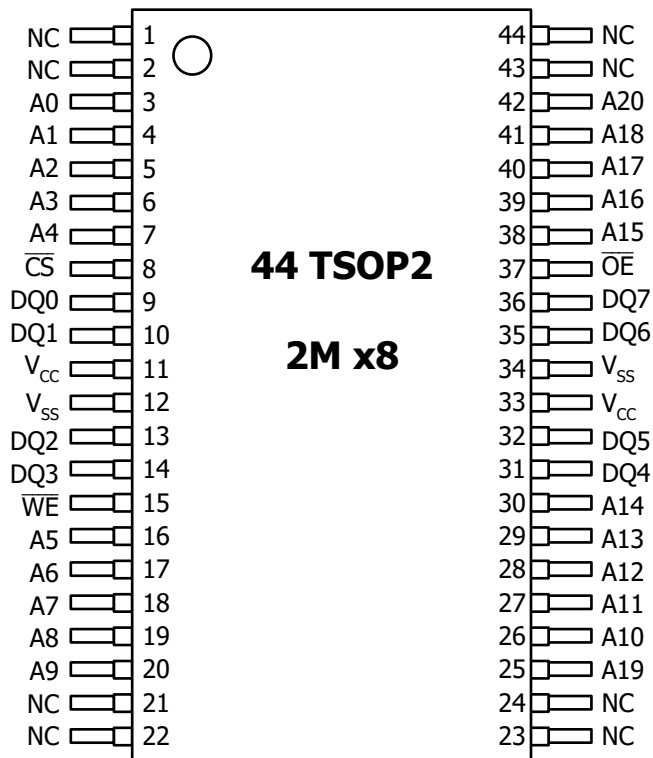 NC 1 44 NC
NC 2 43 NC
A0 3 42 A20
A1 4 41 A18
A2 5 40 A17
A3 6 39 A16
A4 7 38 A15
C̅S̅ 8 44 TSOP2 37 O̅E̅
DQ0 9 36 DQ7
DQ1 10 35 DQ6
VCC 11 2M x8 34 VSS
VSS 12 33 VCC
DQ2 13 32 DQ5
DQ3 14 31 DQ4
W̅E̅ 15 30 A14
A5 16 29 A13
A6 17 28 A12
A7 18 27 A11
A8 19 26 A10
A9 20 25 A19
NC 21 24 NC
NC 22 23 NC